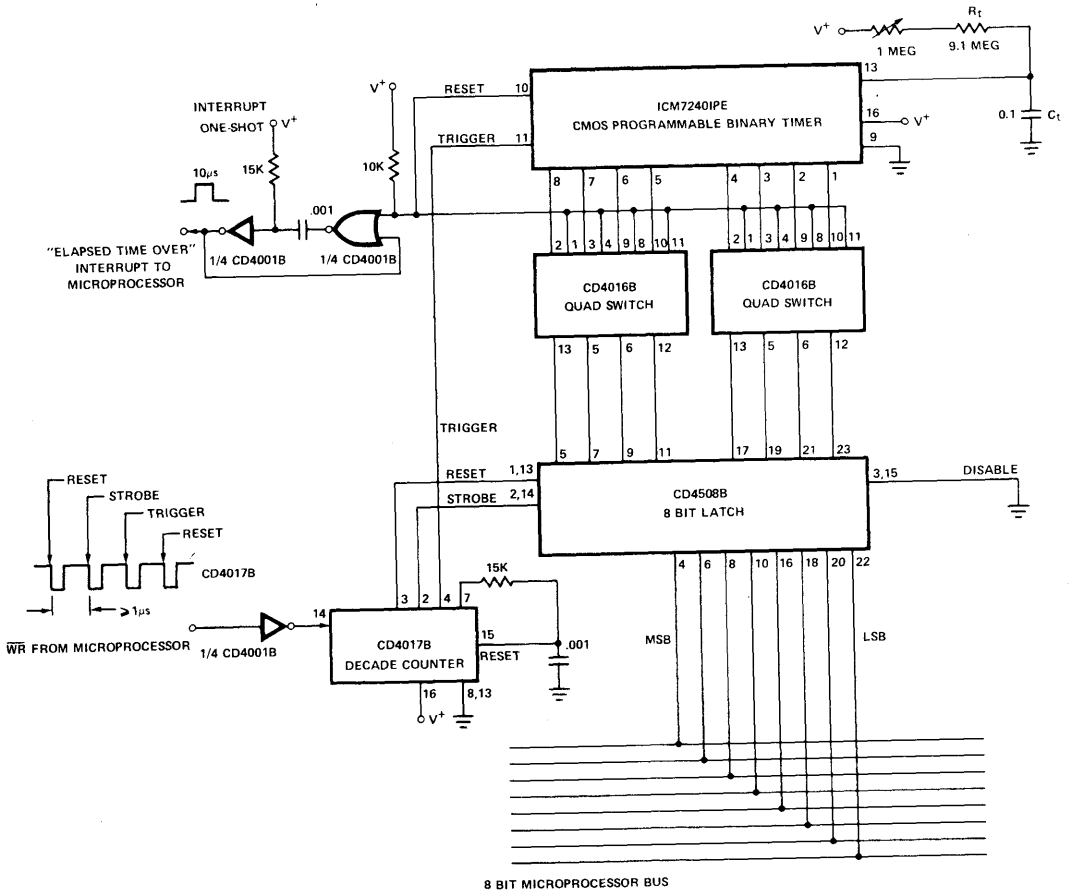 V⁺
Rt
1 MEG
9.1 MEG
13
RESET
10
ICM7240IPE
CMOS PROGRAMMABLE BINARY TIMER
16
V⁺
9
0.1
Ct
TRIGGER
11
8
7
6
5
4
3
2
1
INTERRUPT
ONE-SHOT
V⁺
V⁺
15K
10K
10μs
.001
"ELAPSED TIME OVER"
INTERRUPT TO
MICROPROCESSOR
1/4 CD4001B
1/4 CD4001B
2
1
3
4
9
8
10
11
CD4016B
QUAD SWITCH
2
1
3
4
9
8
10
11
CD4016B
QUAD SWITCH
13
5
6
12
13
5
6
12
TRIGGER
5
7
9
11
17
19
21
23
RESET
1,13
STROBE
2,14
CD4508B
8 BIT LATCH
3,15
DISABLE
4
6
8
10
16
18
20
22
MSB
LSB
RESET
STROBE
TRIGGER
RESET
CD4017B
⩾1μs
W̅R̅ FROM MICROPROCESSOR
1/4 CD4001B
14
3
2
4
7
15K
CD4017B
DECADE COUNTER
15
RESET
.001
16
V⁺
8,13
8 BIT MICROPROCESSOR BUS